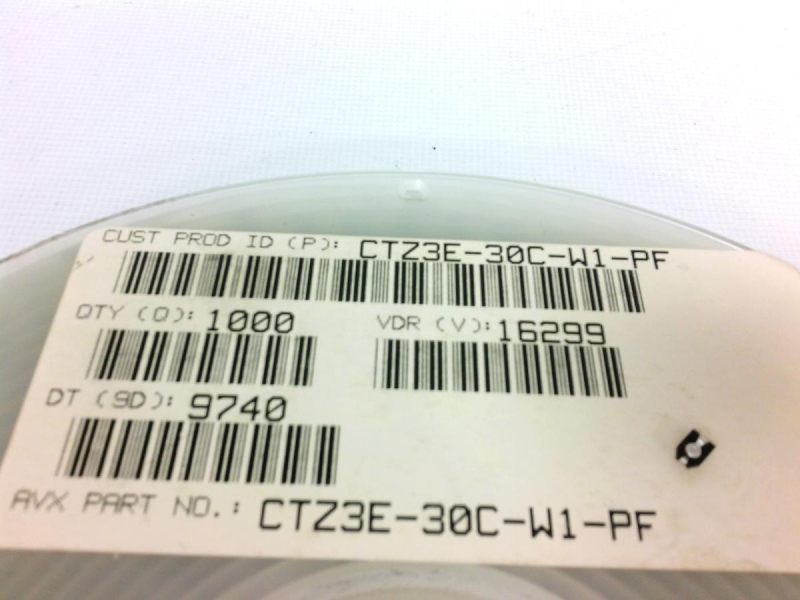 CUST PROD ID (P): CTZ3E-30C-W1-PF
QTY (Q): 1000 VDR (V): 16299
DT (9D): 9740
AVX PART NO.: CTZ3E-30C-W1-PF